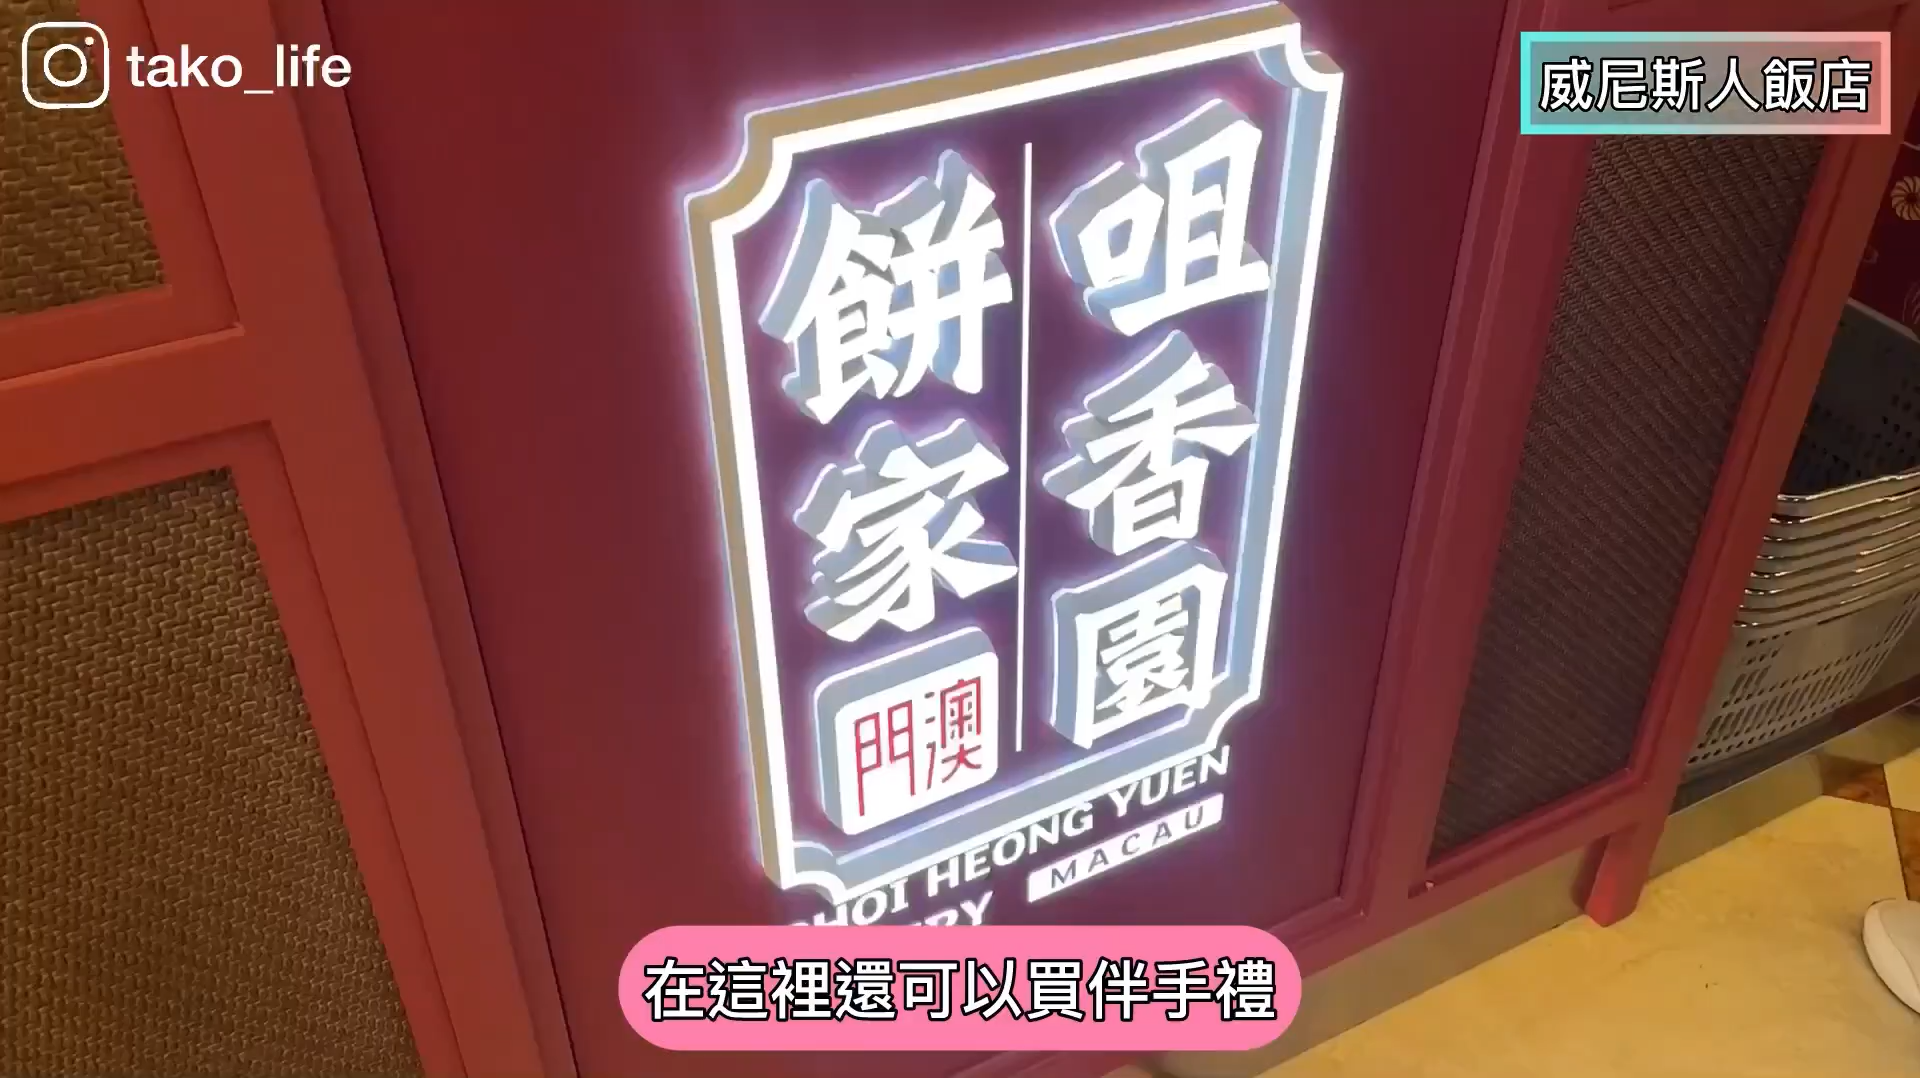 tako_life
威尼斯人飯店
咀香園
餅家
澳門
CHOI HEONG YUEN
MACAU
在這裡還可以買伴手禮